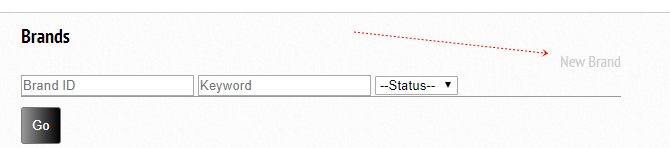 Brands
New Brand
Brand ID Keyword --Status--
Go